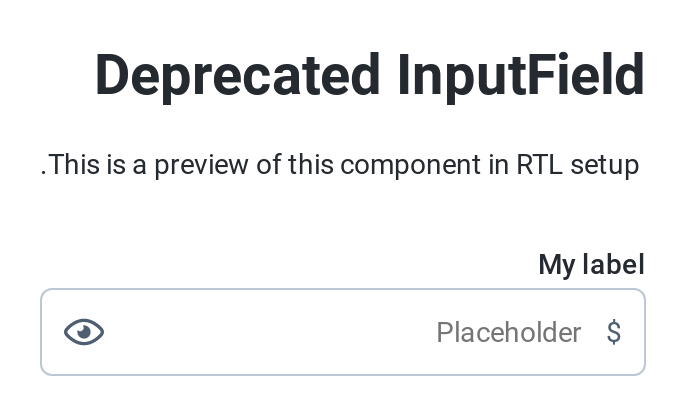 Deprecated InputField
.This is a preview of this component in RTL setup
My label
Placeholder $